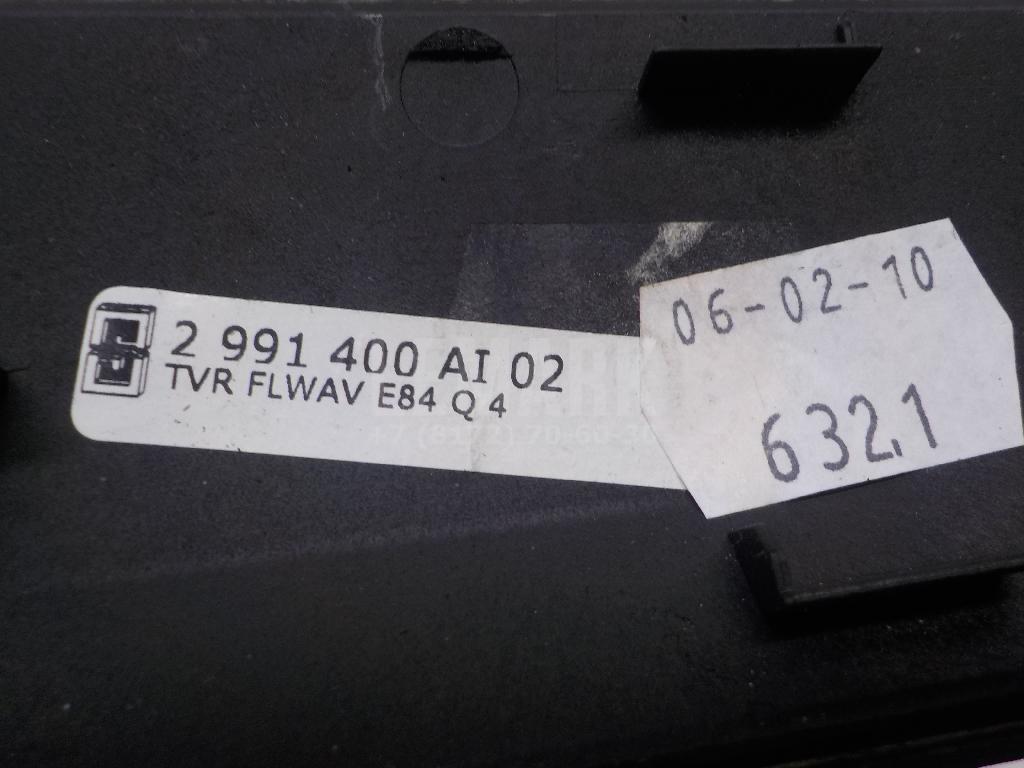 2 991 400 AI 02
TVR FLWAV E84 Q 4
06-02-10
632.1